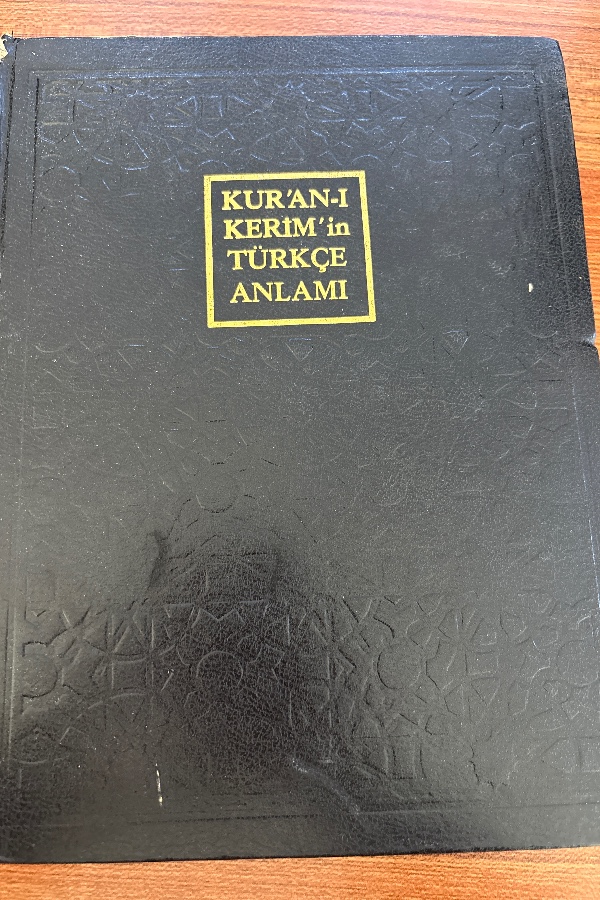 KUR'AN-I
KERİM'in
TÜRKÇE
ANLAMI